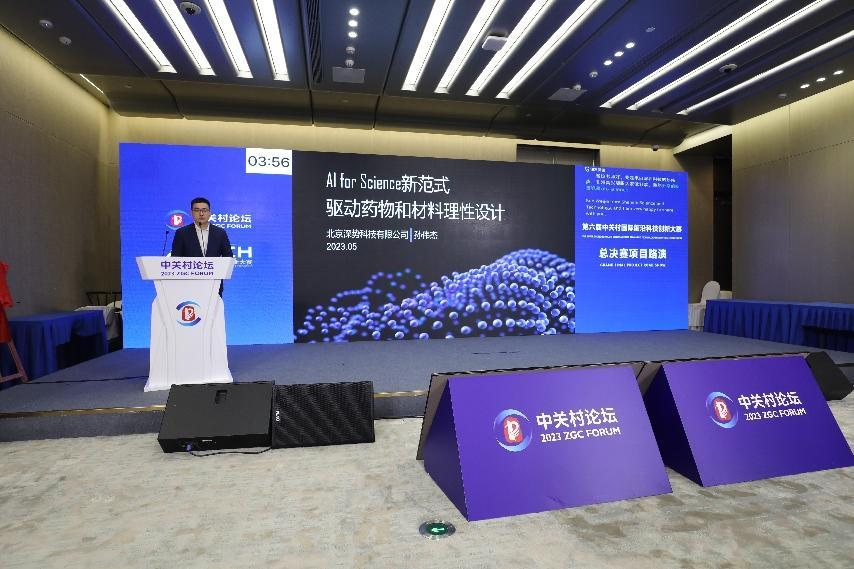 03:56
AI for Science新范式
驱动药物和材料理性设计
北京深势科技有限公司 孙伟杰
2023.05
中关村论坛
2023 ZGC FORUM
第六届中关村国际前沿科技创新大赛
总决赛项目路演
GRAND FINAL PROJECT ROAD SHOW
中关村论坛
2023 ZGC FORUM
中关村论坛
2023 ZGC FORUM
中关村论坛
2023 ZGC FORUM